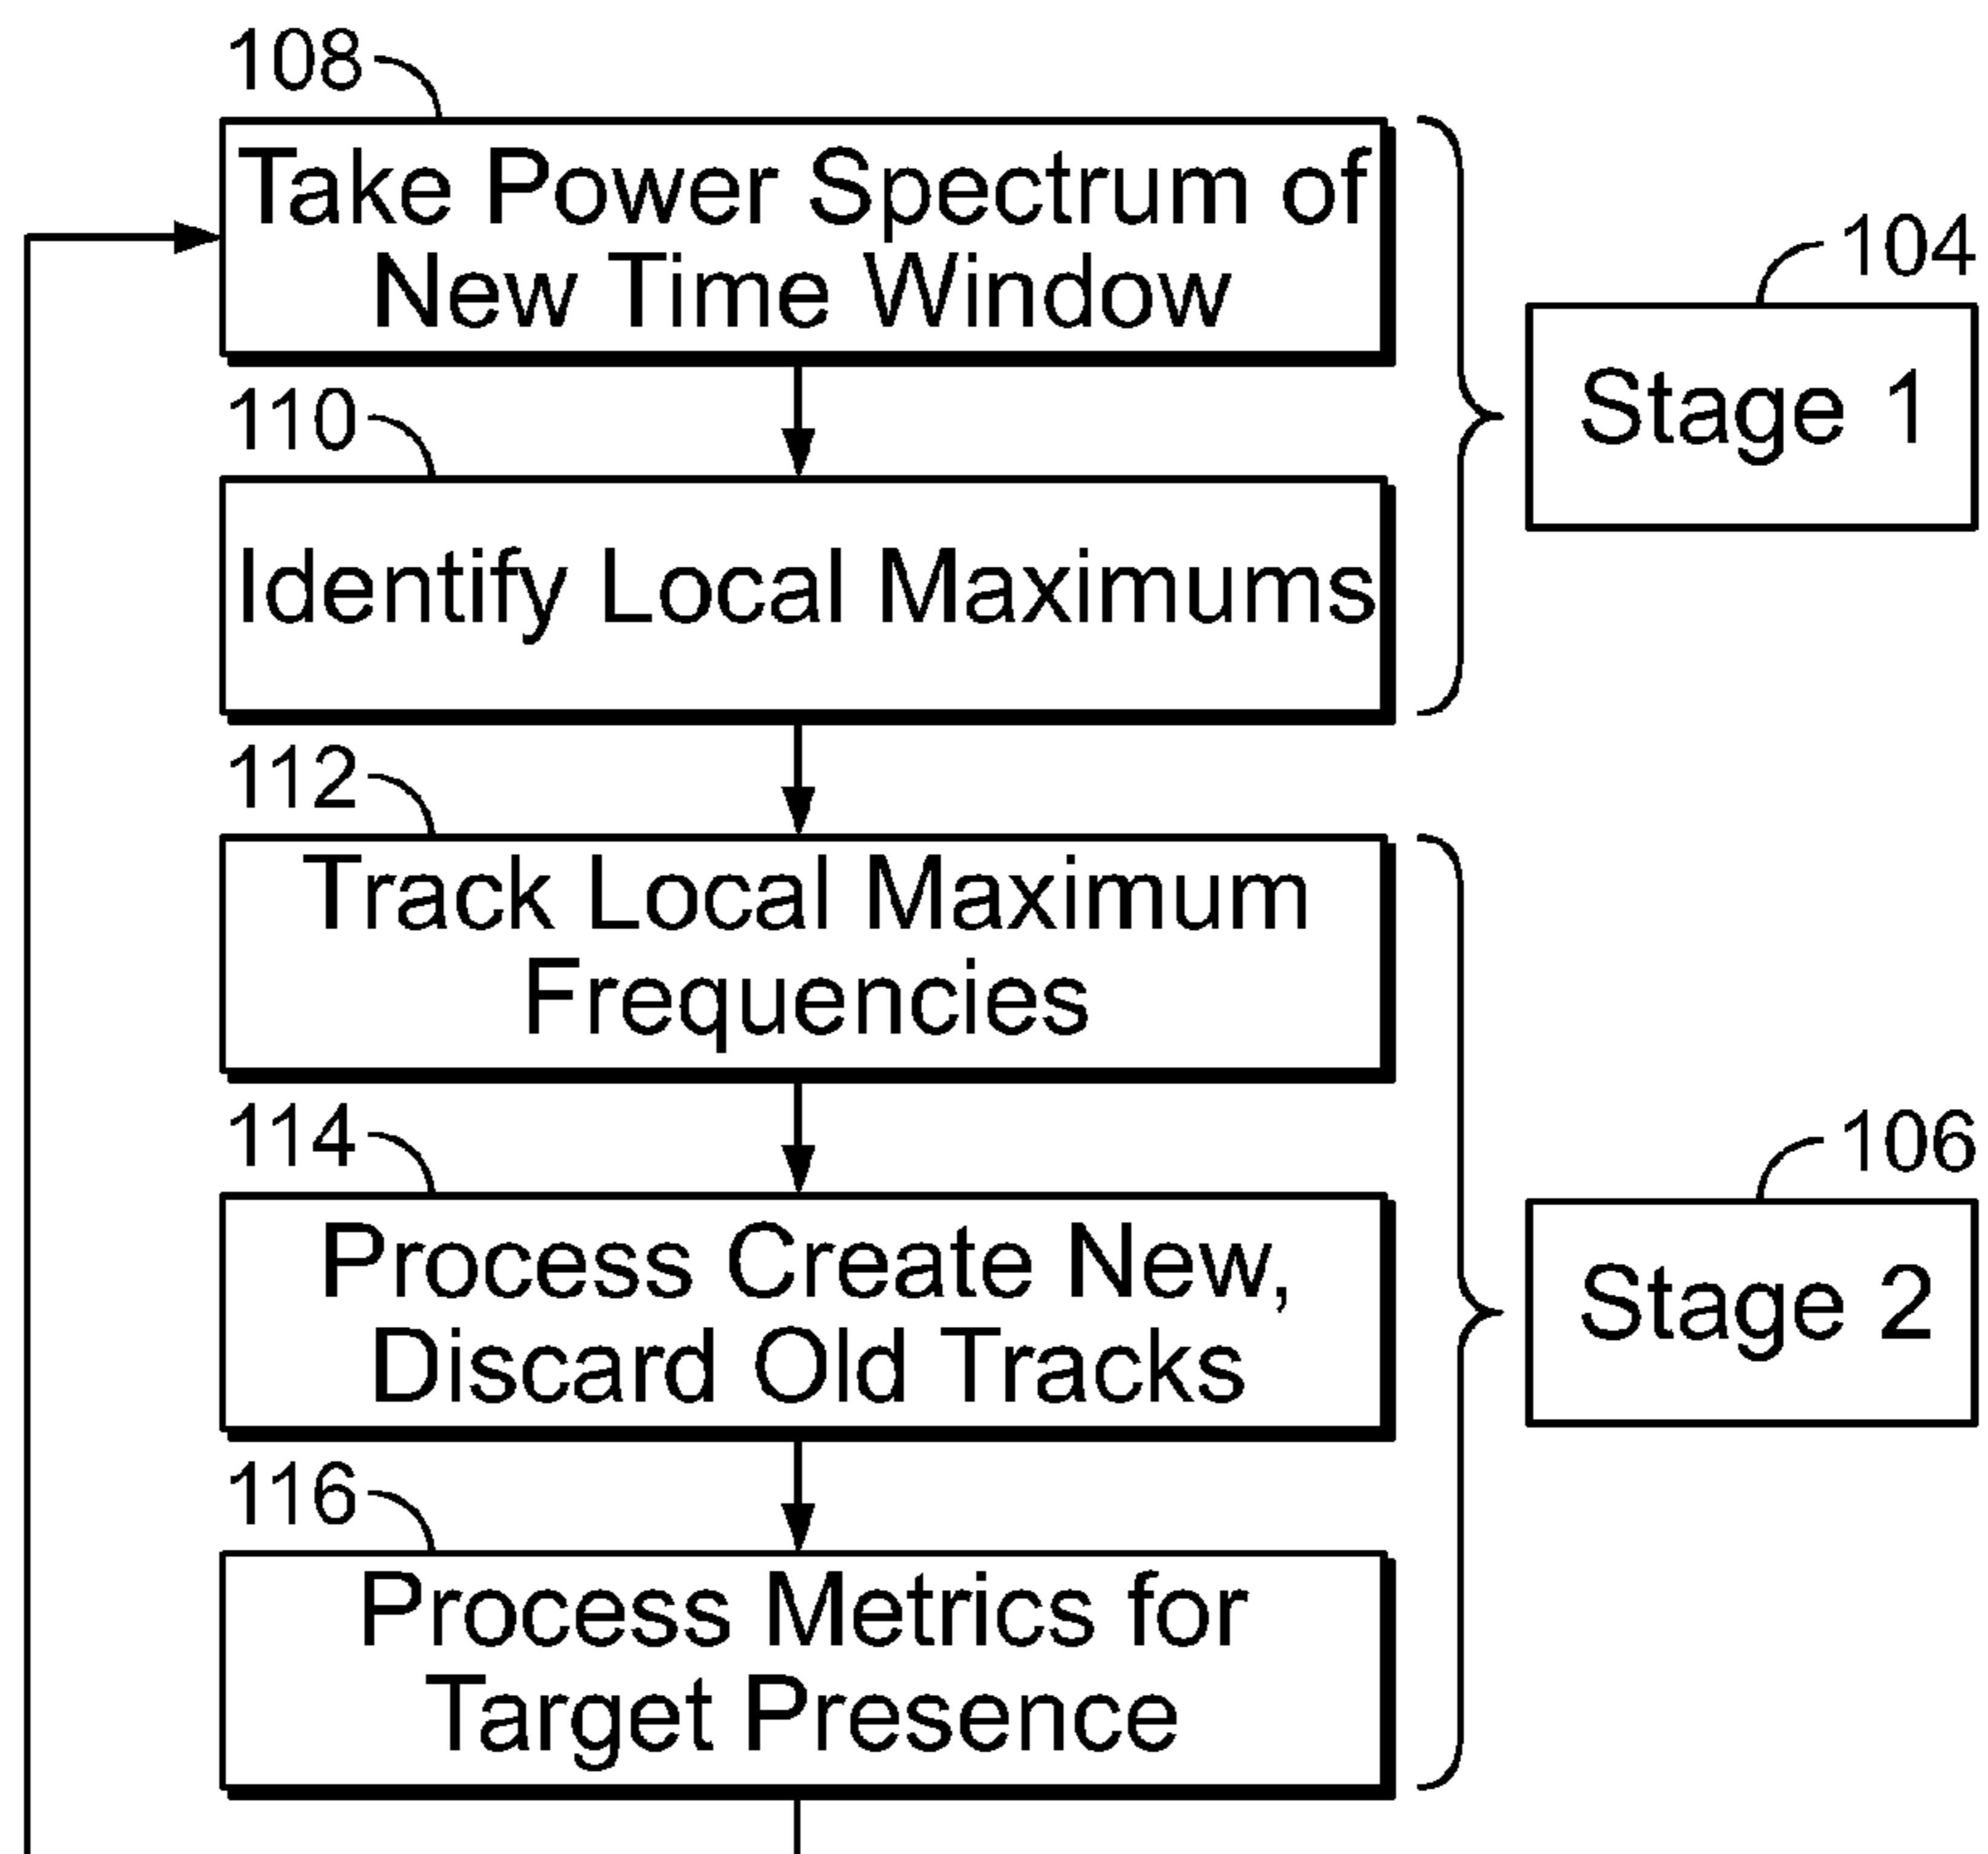 108
Take Power Spectrum of
New Time Window
104
Stage 1
110
Identify Local Maximums
112
Track Local Maximum
Frequencies
114
Process Create New,
Discard Old Tracks
106
Stage 2
116
Process Metrics for
Target Presence